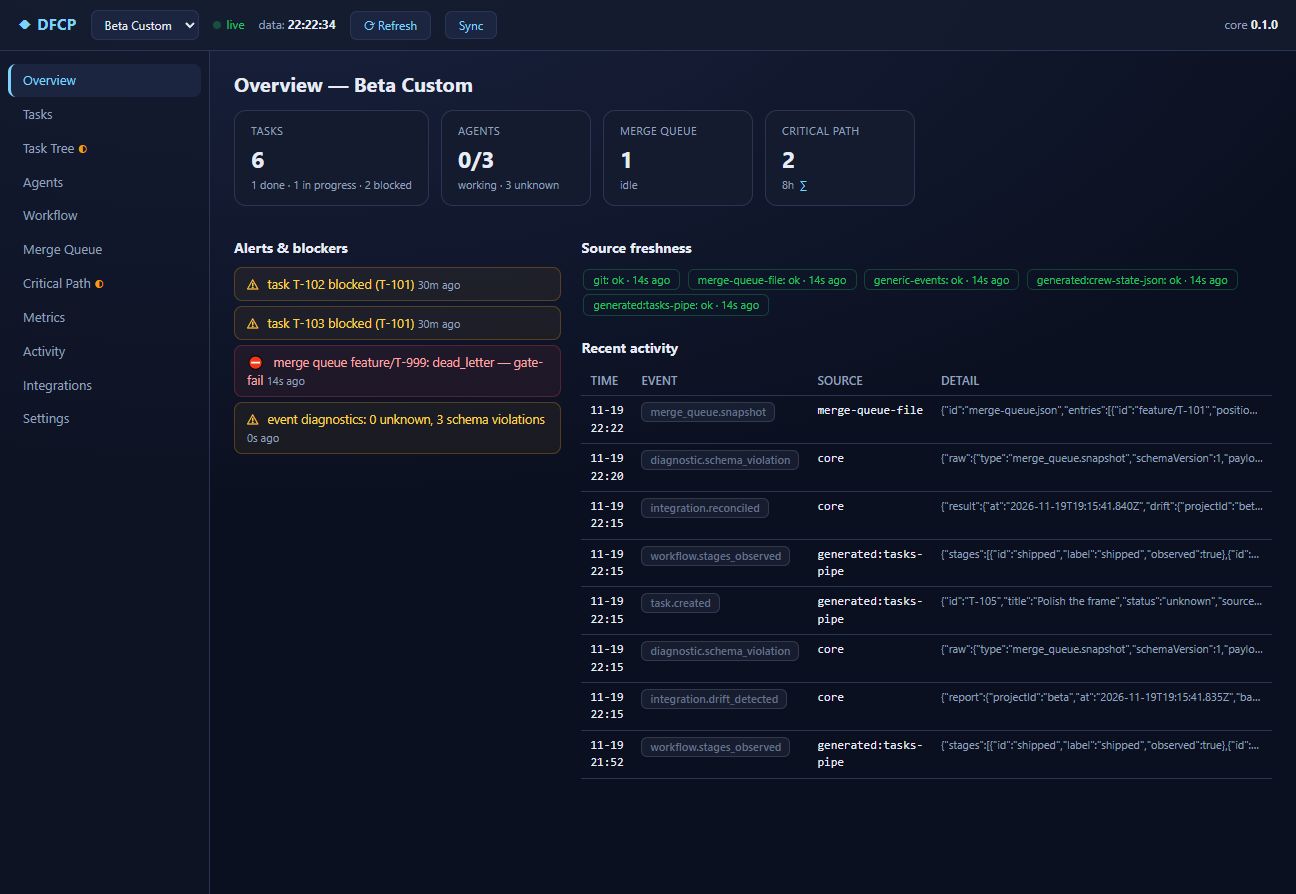 DFCP Beta Custom live data: 22:22:34 Refresh Sync core 0.1.0
Overview
Tasks
Task Tree
Agents
Workflow
Merge Queue
Critical Path
Metrics
Activity
Integrations
Settings
Overview — Beta Custom
TASKS
6
1 done · 1 in progress · 2 blocked
AGENTS
0/3
working · 3 unknown
MERGE QUEUE
1
idle
CRITICAL PATH
2
8h ∑
Alerts & blockers
⚠ task T-102 blocked (T-101) 30m ago
⚠ task T-103 blocked (T-101) 30m ago
⛔ merge queue feature/T-999: dead_letter — gate-
fail 14s ago
⚠ event diagnostics: 0 unknown, 3 schema violations
0s ago
Source freshness
git: ok · 14s ago merge-queue-file: ok · 14s ago generic-events: ok · 14s ago generated:crew-state-json: ok · 14s ago
generated:tasks-pipe: ok · 14s ago
Recent activity
TIME EVENT SOURCE DETAIL
11-19 merge_queue.snapshot merge-queue-file {"id":"merge-queue.json","entries":[{"id":"feature/T-101","positio...
22:22
11-19 diagnostic.schema_violation core {"raw":{"type":"merge_queue.snapshot","schemaVersion":1,"paylo...
22:20
11-19 integration.reconciled core {"result":{"at":"2026-11-19T19:15:41.840Z","drift":{"projectId":"bet...
22:15
11-19 workflow.stages_observed generated:tasks- {"stages":[{"id":"shipped","label":"shipped","observed":true},{"id":...
22:15 pipe
11-19 task.created generated:tasks- {"id":"T-105","title":"Polish the frame","status":"unknown","source...
22:15 pipe
11-19 diagnostic.schema_violation core {"raw":{"type":"merge_queue.snapshot","schemaVersion":1,"paylo...
22:15
11-19 integration.drift_detected core {"report":{"projectId":"beta","at":"2026-11-19T19:15:41.835Z","ba...
22:15
11-19 workflow.stages_observed generated:tasks- {"stages":[{"id":"shipped","label":"shipped","observed":true},{"id":...
21:52 pipe